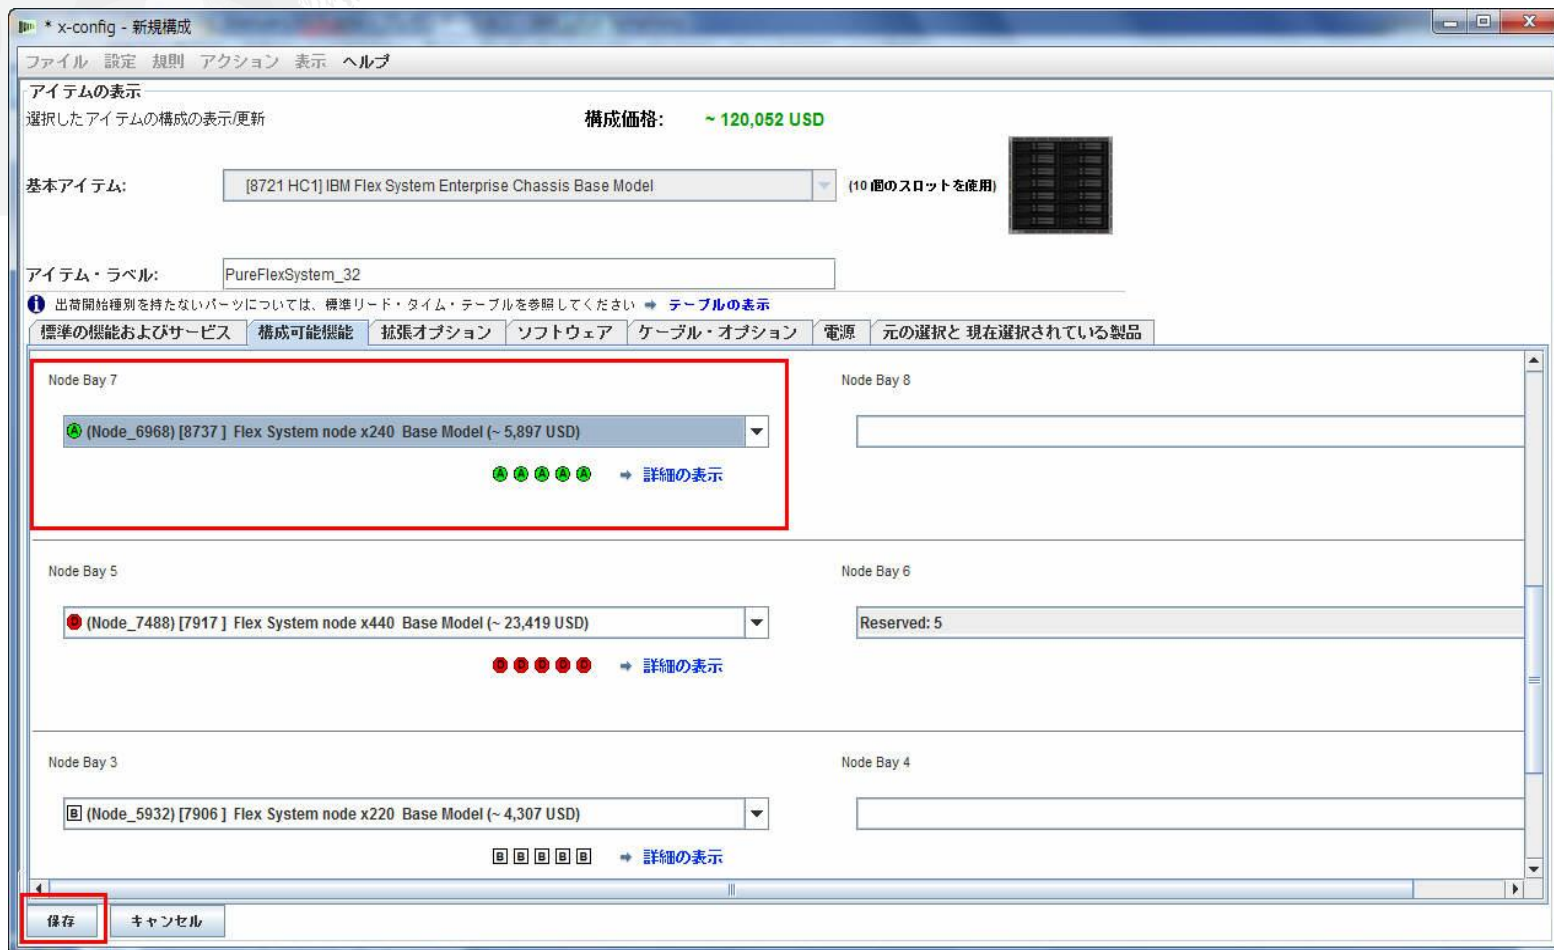 * x-config - 新規構成
ファイル 設定 規則 アクション 表示 ヘルプ
アイテムの表示
選択したアイテムの構成の表示/更新 構成価格: ~ 120,052 USD
基本アイテム: [8721 HC1] IBM Flex System Enterprise Chassis Base Model (10 個のスロットを使用)
アイテム・ラベル: PureFlexSystem_32
出荷開始種別を持たないパーツについては、標準リード・タイム・テーブルを参照してください ➡ テーブルの表示
標準の機能およびサービス 構成可能機能 拡張オプション ソフトウェア ケーブル・オプション 電源 元の選択と 現在選択されている製品
Node Bay 7 Node Bay 8
A (Node_6968) [8737 ] Flex System node x240 Base Model (~ 5,897 USD)
A A A A A ➡ 詳細の表示
Node Bay 5 Node Bay 6
D (Node_7488) [7917 ] Flex System node x440 Base Model (~ 23,419 USD) Reserved: 5
D D D D D ➡ 詳細の表示
Node Bay 3 Node Bay 4
B (Node_5932) [7906 ] Flex System node x220 Base Model (~ 4,307 USD)
B B B B B ➡ 詳細の表示
保存 キャンセル